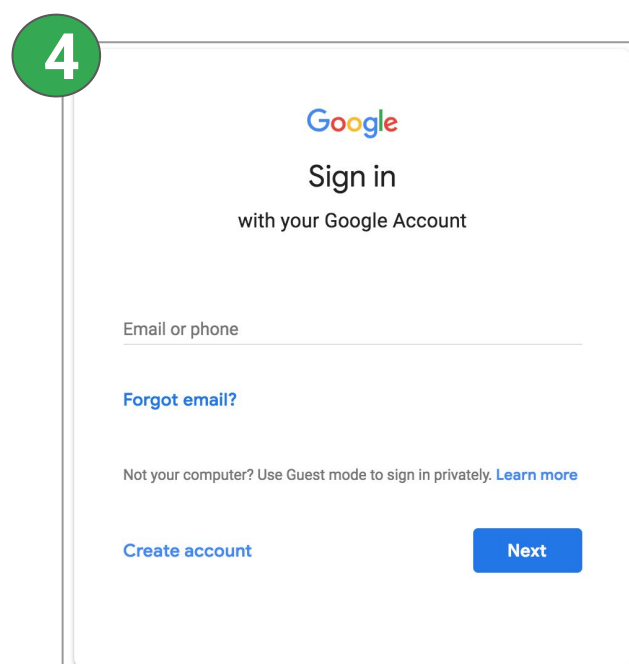 4
Google
Sign in
with your Google Account
Email or phone
Forgot email?
Not your computer? Use Guest mode to sign in privately. Learn more
Create account
Next